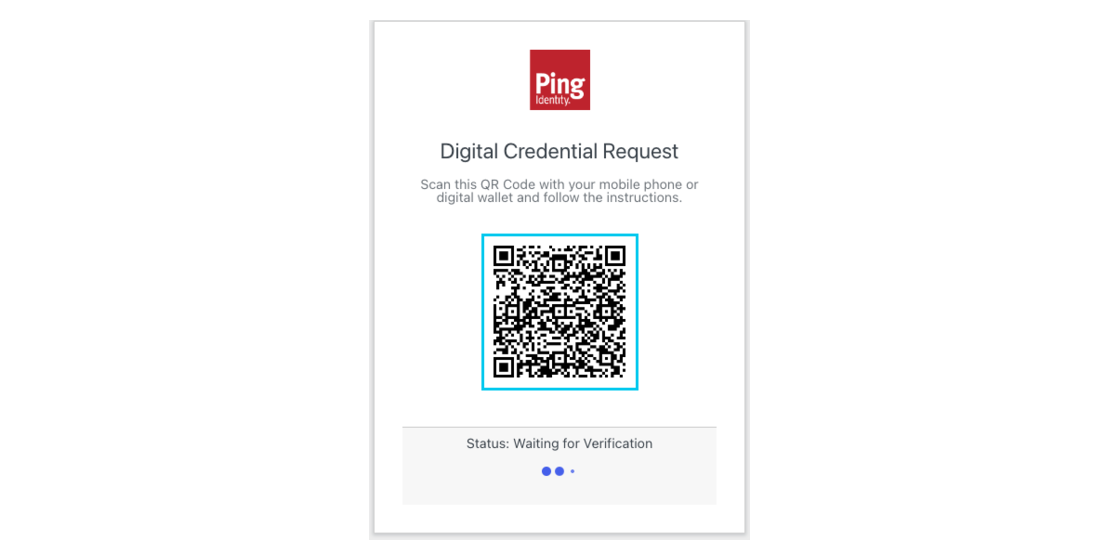 Ping
Identity.
Digital Credential Request
Scan this QR Code with your mobile phone or
digital wallet and follow the instructions.
Status: Waiting for Verification